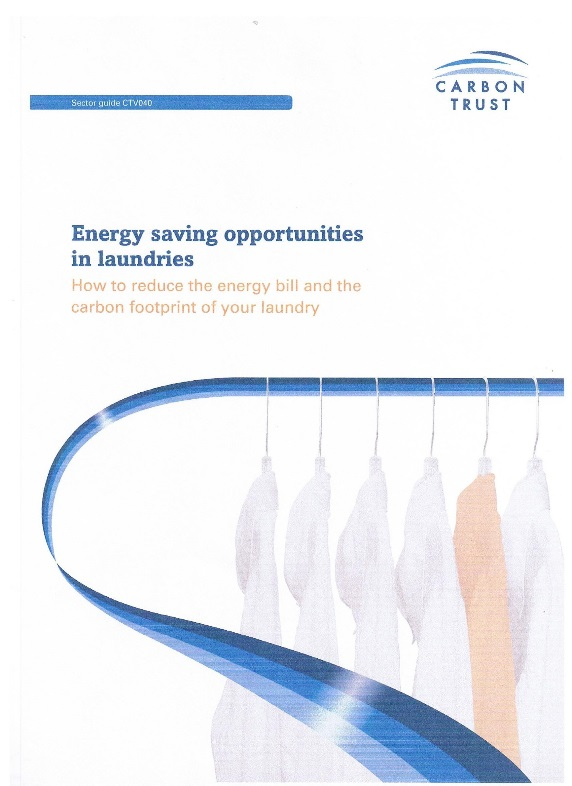 CARBON
TRUST
Sector guide CTV040
Energy saving opportunities
in laundries
How to reduce the energy bill and the
carbon footprint of your laundry